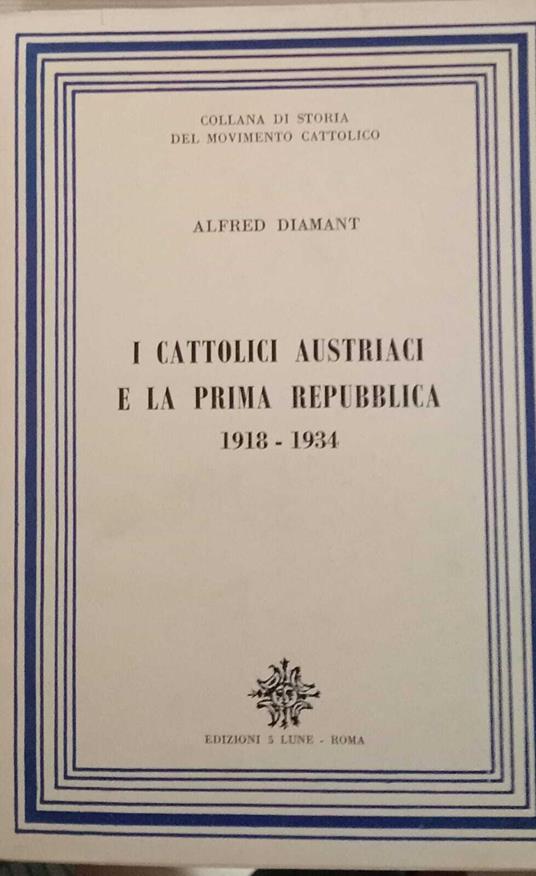 COLLANA DI STORIA
DEL MOVIMENTO CATTOLICO
ALFRED DIAMANT
I CATTOLICI AUSTRIACI
E LA PRIMA REPUBBLICA
1918 - 1934
EDIZIONI 5 LUNE - ROMA